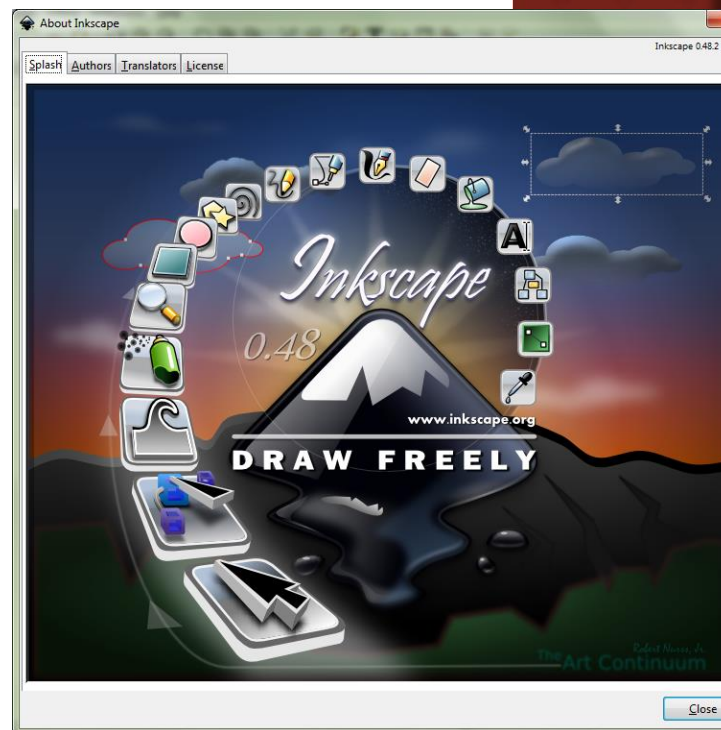 About Inkscape
Inkscape 0.48.2
Splash Authors Translators License
A
Inkscape
0.48
www.inkscape.org
DRAW FREELY
The Art Continuum
Close